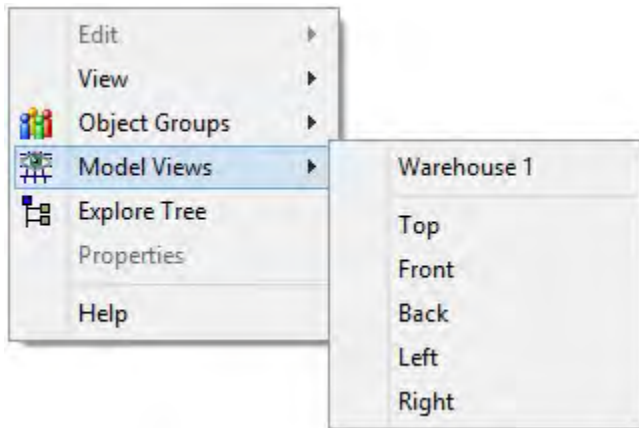 Edit
View
Object Groups
Model Views
Explore Tree
Properties
Help
Warehouse 1
Top
Front
Back
Left
Right